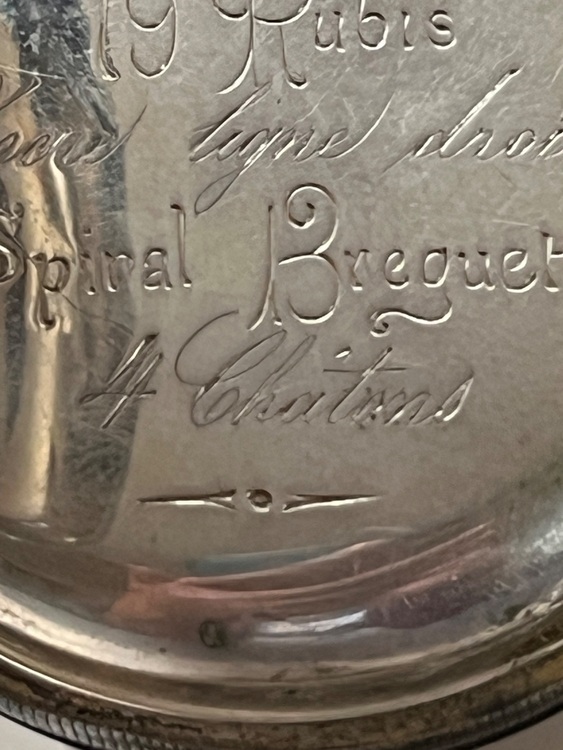 19 Rubis
ligne droit
Spiral Breguet
4 Chatons